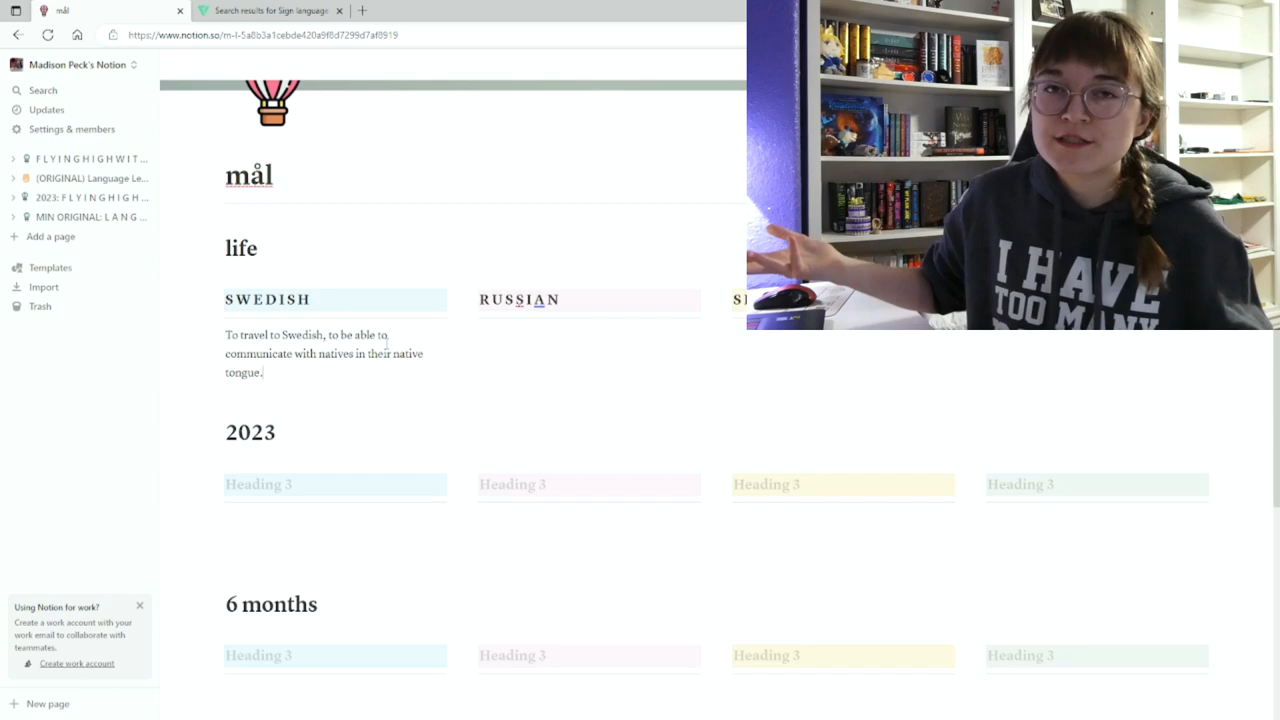 mål
Search results for Sign language
https://www.notion.so/m-l-5a8b3a1cebde420a9f8d7299d7af8919
Madison Peck's Notion
Search
Updates
Settings & members
F L Y I N G H I G H W I T ...
(ORIGINAL) Language Le...
2023: F L Y I N G H I G H ...
MIN ORIGINAL: L A N G ...
Add a page
Templates
Import
Trash
Using Notion for work?
Create a work account with your
work email to collaborate with
teammates.
Create work account
New page
mål
life
SWEDISH
RUSSIAN
To travel to Swedish, to be able to
communicate with natives in their native
tongue.
2023
Heading 3
Heading 3
Heading 3
Heading 3
6 months
Heading 3
Heading 3
Heading 3
Heading 3
I HAVE
TOO MANY